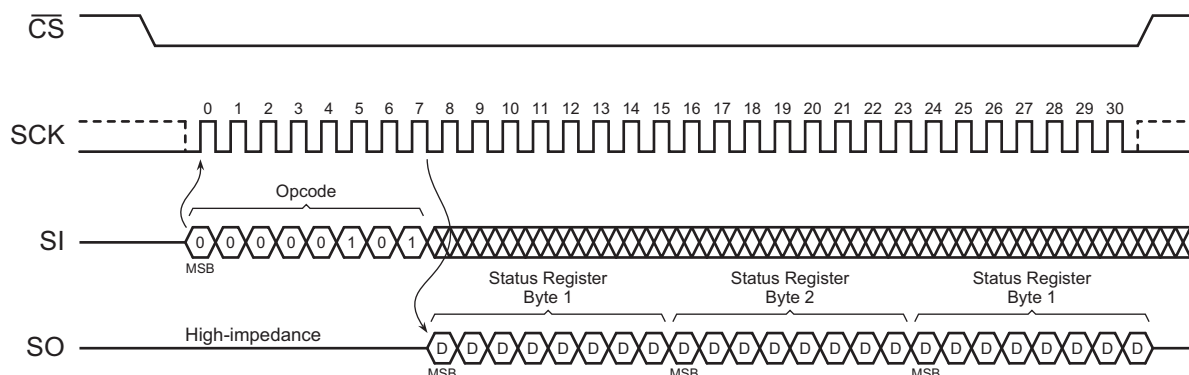 CS
0 1 2 3 4 5 6 7 8 9 10 11 12 13 14 15 16 17 18 19 20 21 22 23 24 25 26 27 28 29 30
SCK
Opcode
SI
0 0 0 0 0 1 0 1
MSB
Status Register
Byte 1
Status Register
Byte 2
Status Register
Byte 1
High-impedance
SO
D D D D D D D D D D D D D D D D D D D D D D D D
MSB MSB MSB